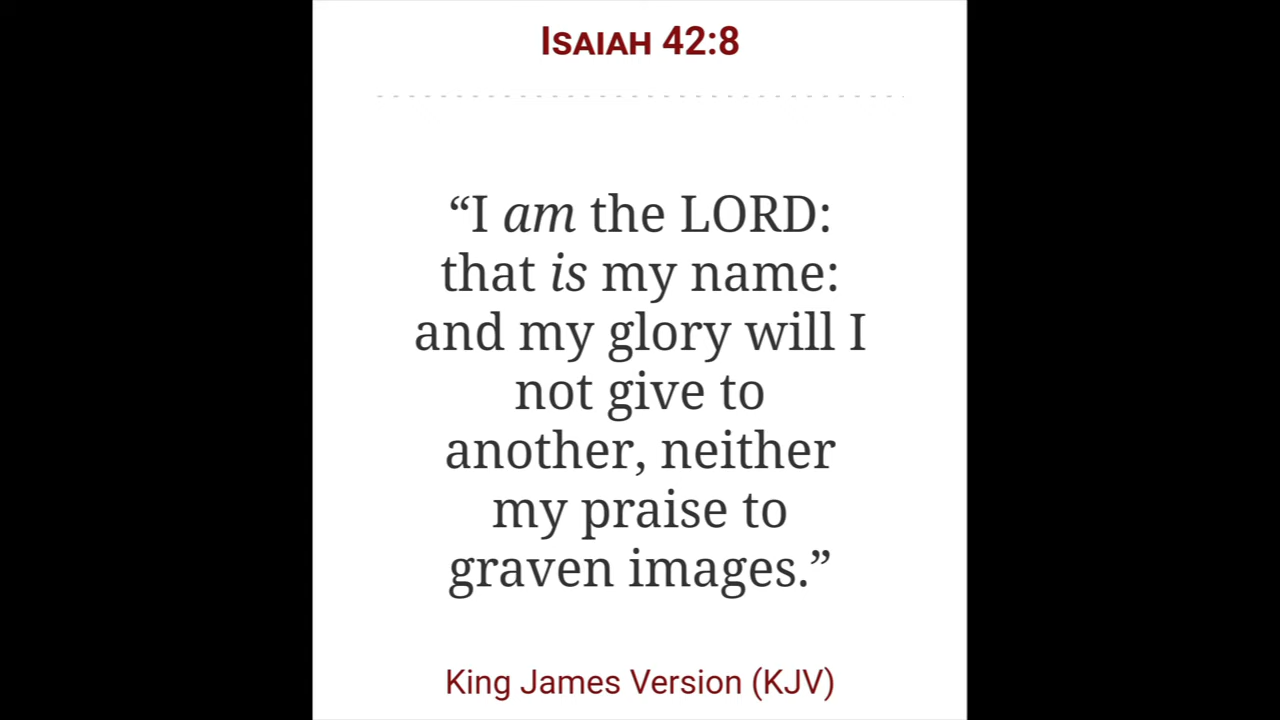 ISAIAH 42:8
“I am the LORD:
that is my name:
and my glory will I
not give to
another, neither
my praise to
graven images.”
King James Version (KJV)